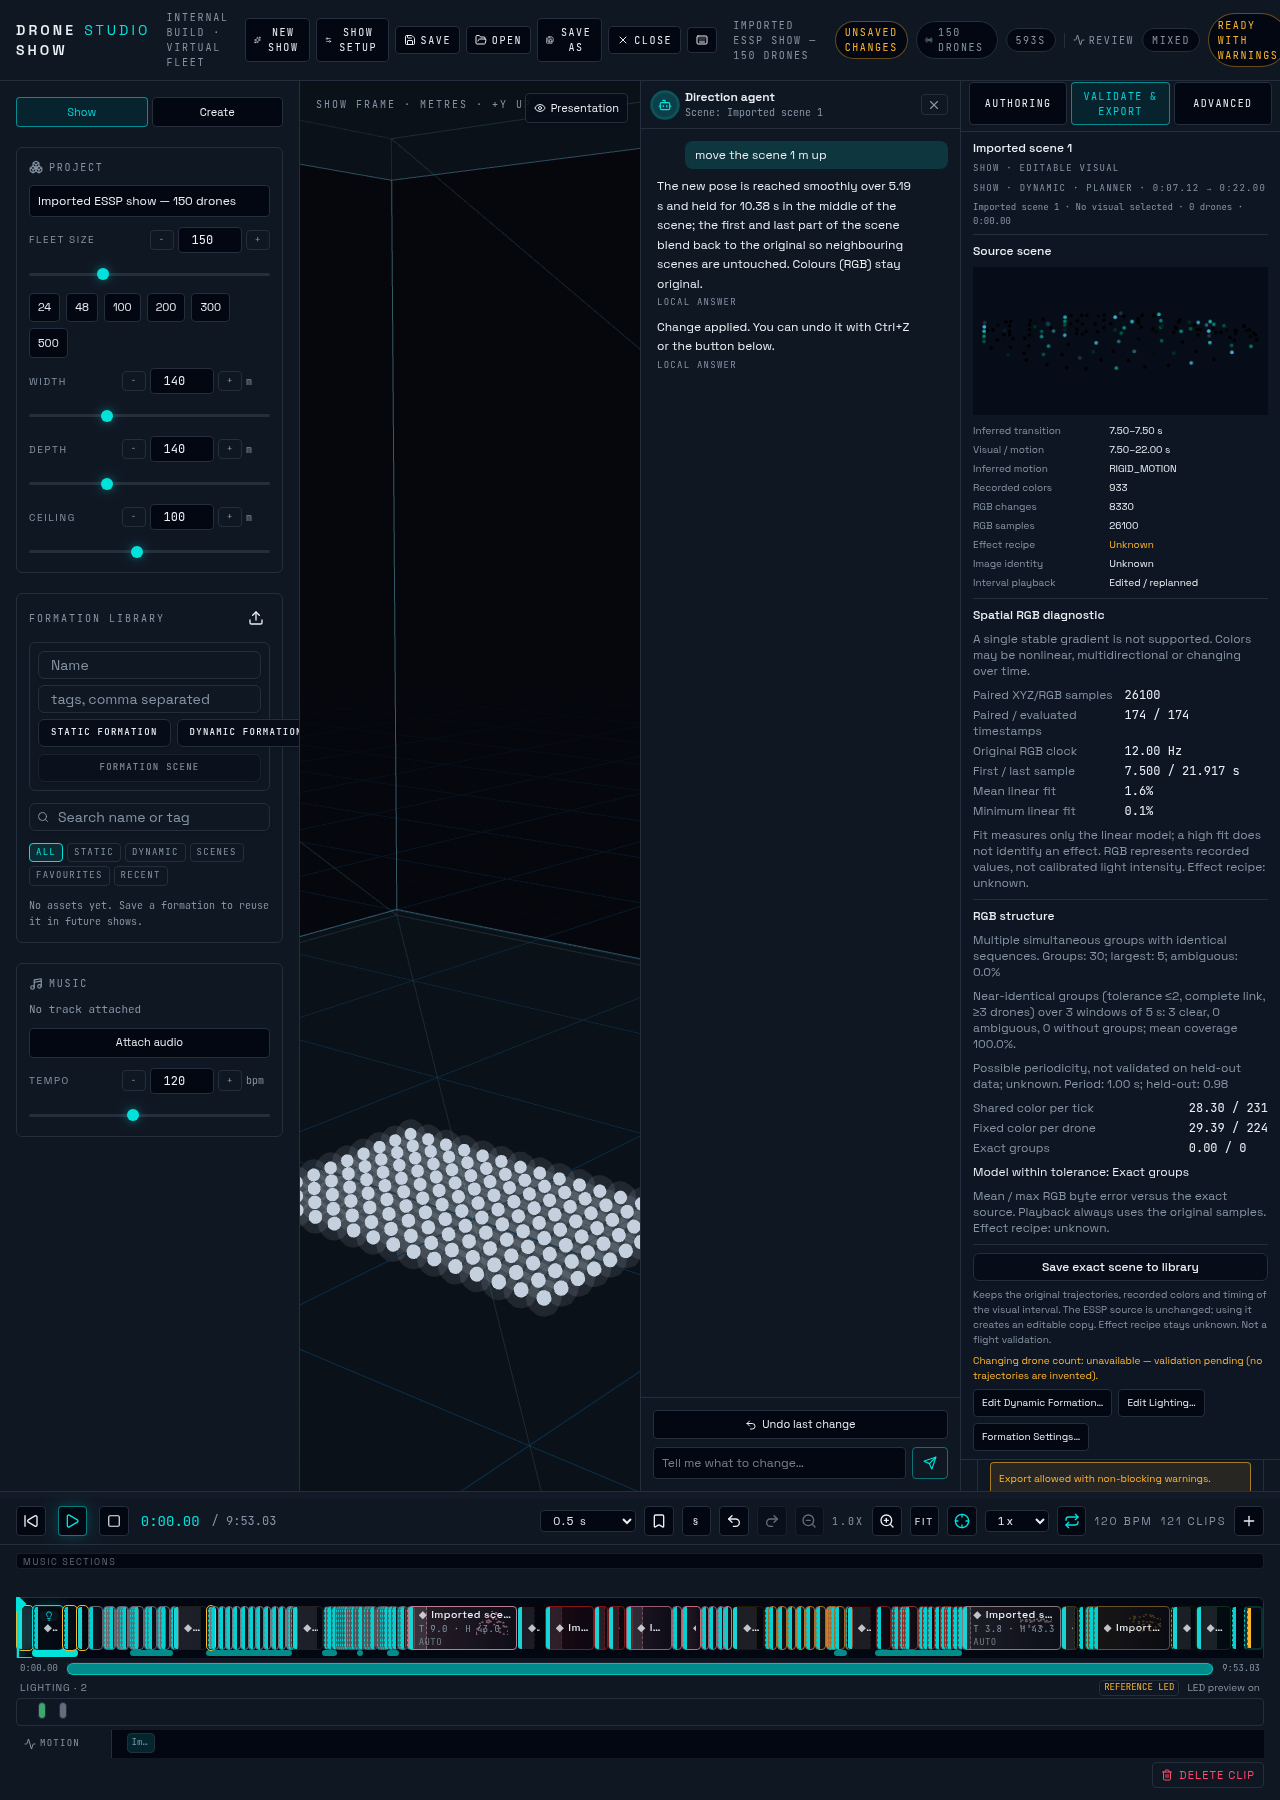 DRONE STUDIO
SHOW
INTERNAL
BUILD ·
VIRTUAL
FLEET
NEW
SHOW
SHOW
SETUP
SAVE
OPEN
SAVE
AS
CLOSE
IMPORTED
ESSP SHOW —
150 DRONES
UNSAVED
CHANGES
150
DRONES
593S
REVIEW
MIXED
READY
WITH
WARNINGS
Show
Create
PROJECT
Imported ESSP show — 150 drones
FLEET SIZE - 150 +
24 48 100 200 300
500
WIDTH - 140 + m
DEPTH - 140 + m
CEILING - 100 + m
FORMATION LIBRARY
Name
tags, comma separated
STATIC FORMATION DYNAMIC FORMATION
FORMATION SCENE
Search name or tag
ALL STATIC DYNAMIC SCENES
FAVOURITES RECENT
No assets yet. Save a formation to reuse
it in future shows.
MUSIC
No track attached
Attach audio
TEMPO - 120 + bpm
SHOW FRAME · METRES · +Y U
Presentation
Direction agent
Scene: Imported scene 1
move the scene 1 m up
The new pose is reached smoothly over 5.19
s and held for 10.38 s in the middle of the
scene; the first and last part of the scene
blend back to the original so neighbouring
scenes are untouched. Colours (RGB) stay
original.
LOCAL ANSWER
Change applied. You can undo it with Ctrl+Z
or the button below.
LOCAL ANSWER
Undo last change
Tell me what to change…
AUTHORING
VALIDATE &
EXPORT
ADVANCED
Imported scene 1
SHOW · EDITABLE VISUAL
SHOW · DYNAMIC · PLANNER · 0:07.12 → 0:22.00
Imported scene 1 · No visual selected · 0 drones ·
0:00.00
Source scene
Inferred transition 7.50–7.50 s
Visual / motion 7.50–22.00 s
Inferred motion RIGID_MOTION
Recorded colors 933
RGB changes 8330
RGB samples 26100
Effect recipe Unknown
Image identity Unknown
Interval playback Edited / replanned
Spatial RGB diagnostic
A single stable gradient is not supported. Colors
may be nonlinear, multidirectional or changing
over time.
Paired XYZ/RGB samples 26100
Paired / evaluated 174 / 174
timestamps
Original RGB clock 12.00 Hz
First / last sample 7.500 / 21.917 s
Mean linear fit 1.6%
Minimum linear fit 0.1%
Fit measures only the linear model; a high fit does
not identify an effect. RGB represents recorded
values, not calibrated light intensity. Effect recipe:
unknown.
RGB structure
Multiple simultaneous groups with identical
sequences. Groups: 30; largest: 5; ambiguous:
0.0%
Near-identical groups (tolerance ≤2, complete link,
≥3 drones) over 3 windows of 5 s: 3 clear, 0
ambiguous, 0 without groups; mean coverage
100.0%.
Possible periodicity, not validated on held-out
data; unknown. Period: 1.00 s; held-out: 0.98
Shared color per tick 28.30 / 231
Fixed color per drone 29.39 / 224
Exact groups 0.00 / 0
Model within tolerance: Exact groups
Mean / max RGB byte error versus the exact
source. Playback always uses the original samples.
Effect recipe: unknown.
Save exact scene to library
Keeps the original trajectories, recorded colors and timing of
the visual interval. The ESSP source is unchanged; using it
creates an editable copy. Effect recipe stays unknown. Not a
flight validation.
Changing drone count: unavailable — validation pending (no
trajectories are invented).
Edit Dynamic Formation… Edit Lighting…
Formation Settings…
Export allowed with non-blocking warnings.
0:00.00 / 9:53.03
0.5 s
§
1.0X
FIT
1x
120 BPM 121 CLIPS
MUSIC SECTIONS
Imported sce…
T 9.0 · H 43.0
AUTO
Im…
I…
Imported s…
T 3.8 · H 43.3
AUTO
Import…
0:00.00
9:53.03
LIGHTING · 2
REFERENCE LED LED preview on
MOTION
Im…
DELETE CLIP